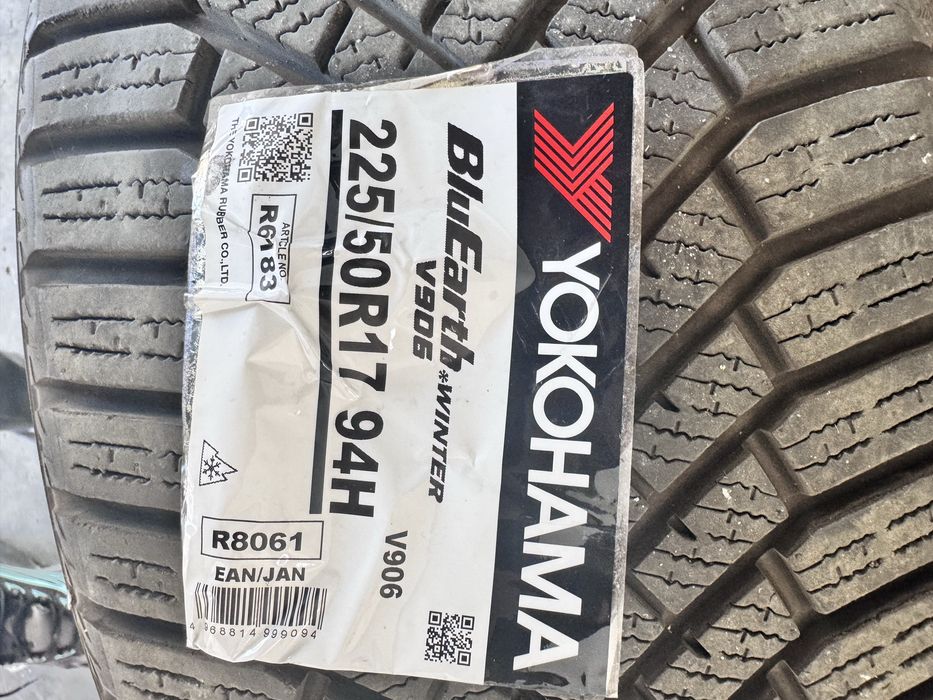 YOKOHAMA
BluEarth*WINTER
V906
225/50R17 94H
V906
ARTICLE NO
R6183
THE YOKOHAMA RUBBER CO.,LTD.
R8061
EAN/JAN
4 968814 999094